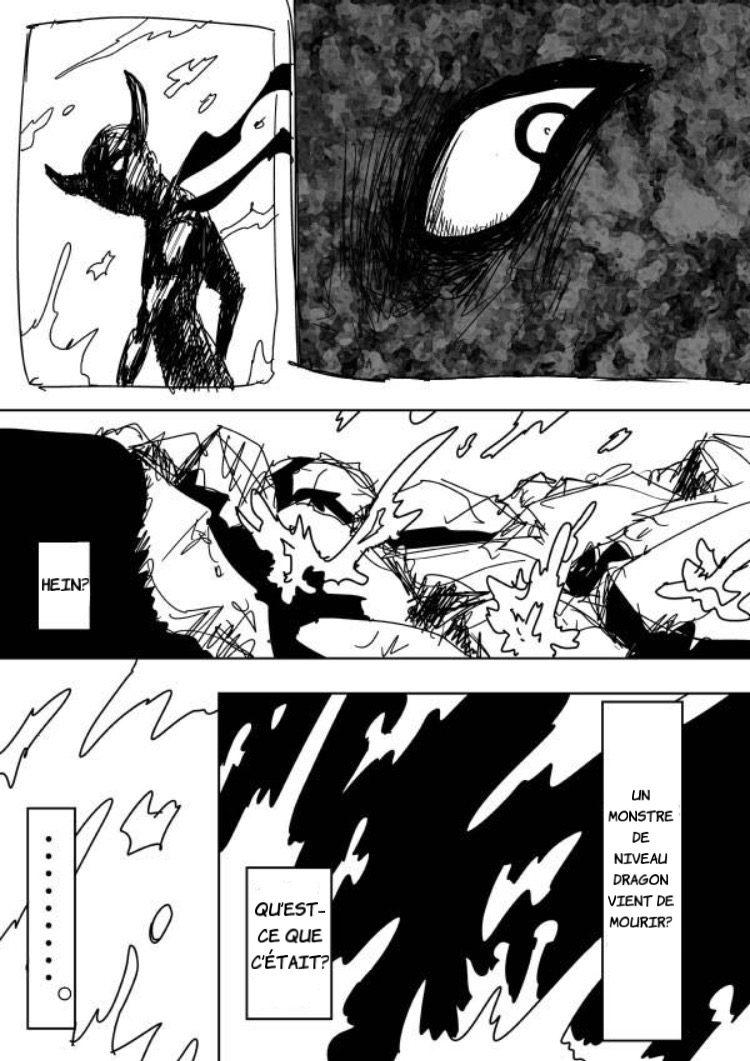 HEIN?
UN
MONSTRE
DE
NIVEAU
DRAGON
VIENT DE
MOURIR?
QU'EST-
CE QUE
C'ÉTAIT?
.........